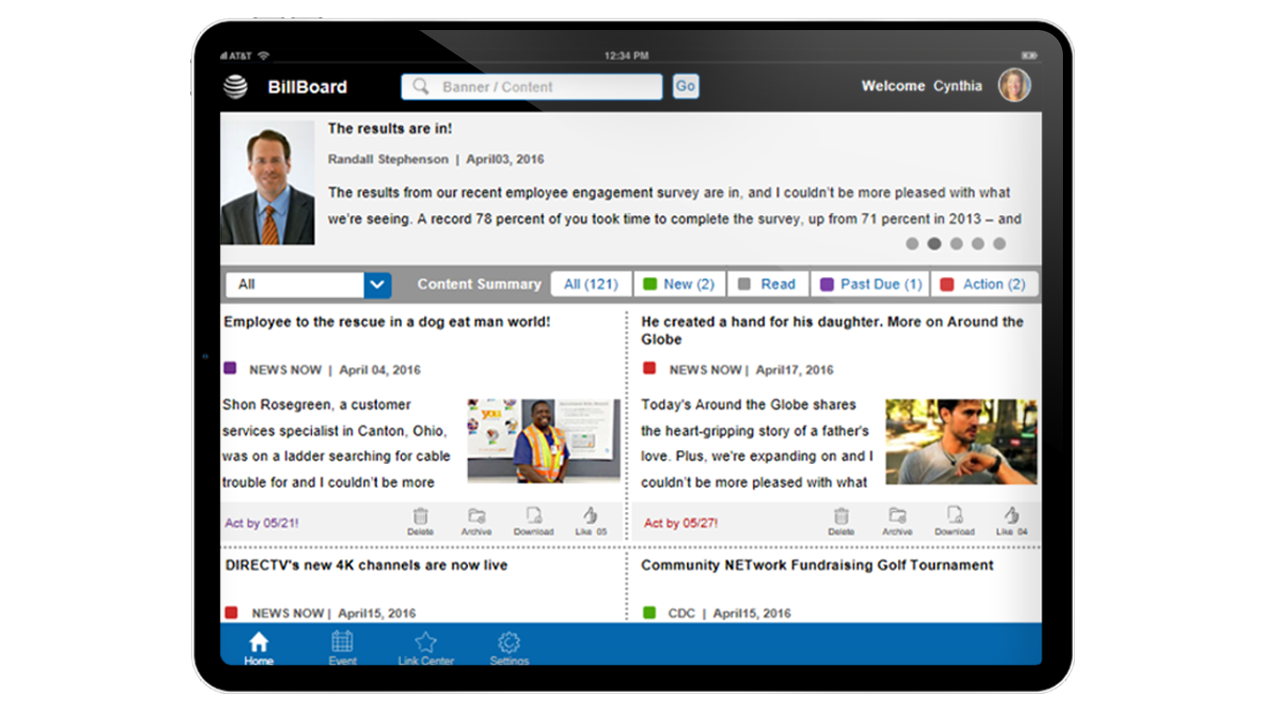 AT&T
12:34 PM
BillBoard
Banner / Content
Go
Welcome Cynthia
The results are in!
Randall Stephenson | April03, 2016
The results from our recent employee engagement survey are in, and I couldn't be more pleased with what
we're seeing. A record 78 percent of you took time to complete the survey, up from 71 percent in 2013 – and
All
Content Summary
All (121)
New (2)
Read
Past Due (1)
Action (2)
Employee to the rescue in a dog eat man world!
NEWS NOW | April 04, 2016
Shon Rosegreen, a customer
services specialist in Canton, Ohio,
was on a ladder searching for cable
trouble for and I couldn't be more
you
Act by 05/21!
Delete
Archive
Download
Like 05
He created a hand for his daughter. More on Around the
Globe
NEWS NOW | April17, 2016
Today's Around the Globe shares
the heart-gripping story of a father's
love. Plus, we're expanding on and I
couldn't be more pleased with what
Act by 05/27!
Delete
Archive
Download
Like 04
DIRECTV's new 4K channels are now live
NEWS NOW | April15, 2016
Community NETwork Fundraising Golf Tournament
CDC | April15, 2016
Home
Event
Link Center
Settings